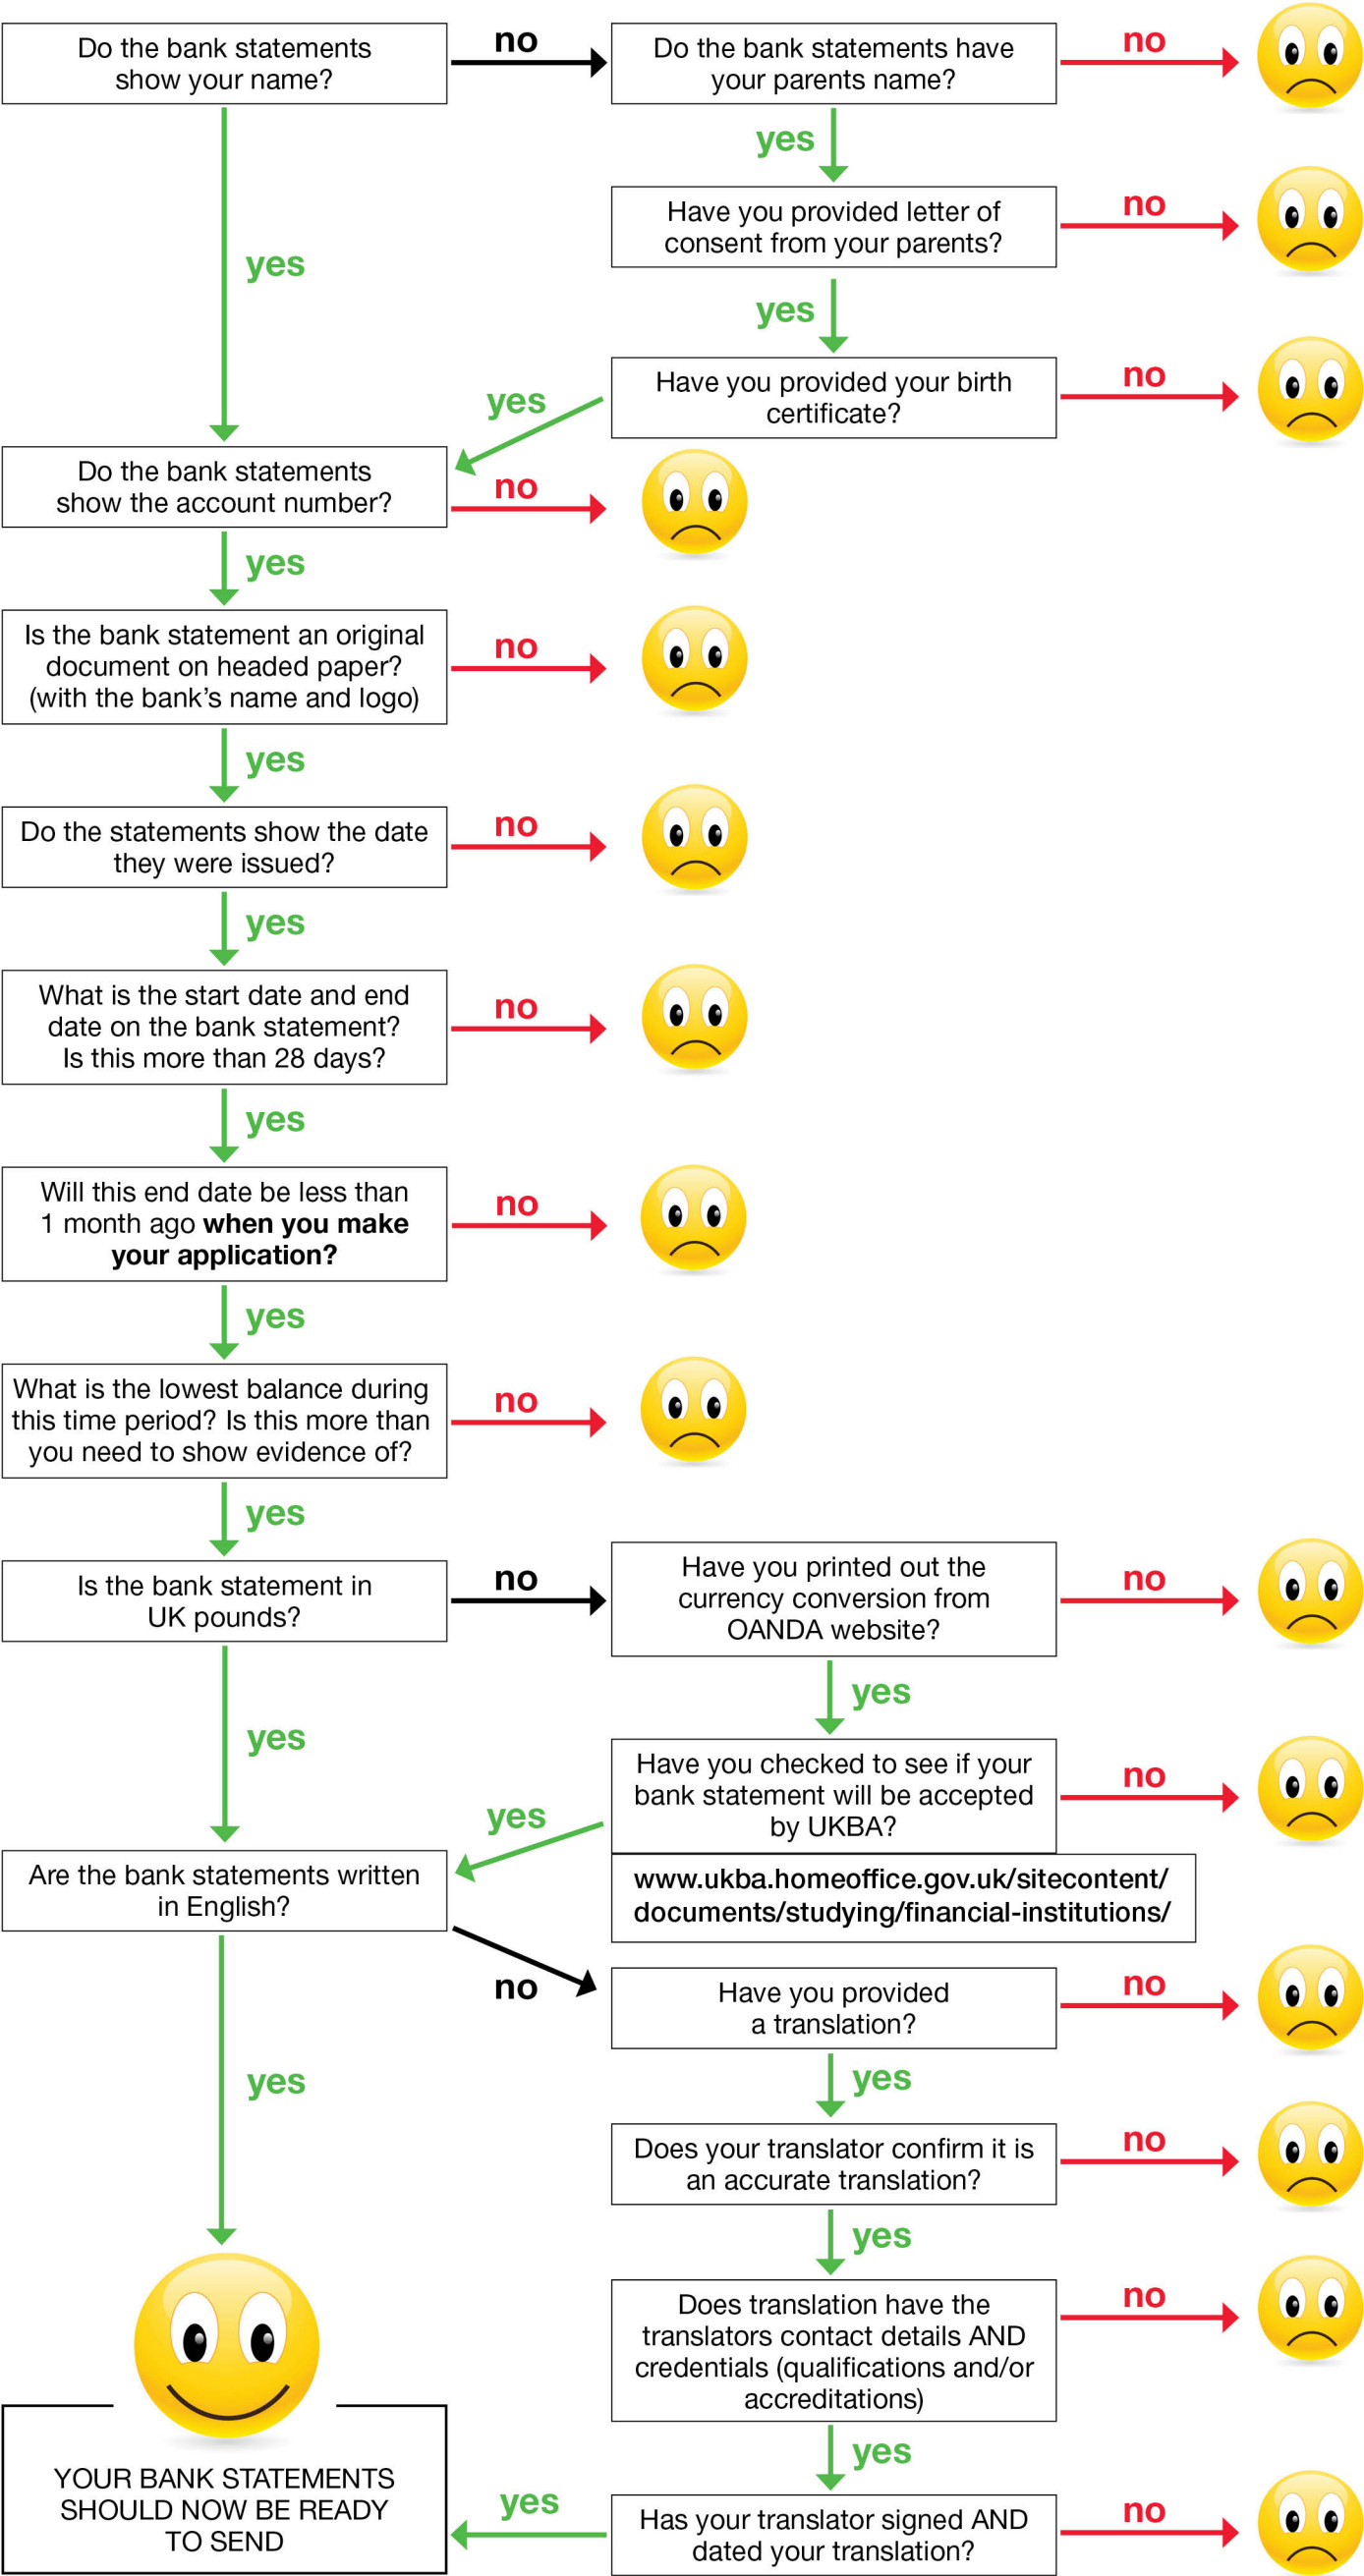 Do the bank statements
show your name?
no
Do the bank statements have
your parents name?
no
yes
Have you provided letter of
consent from your parents?
no
yes
yes
Have you provided your birth
certificate?
no
yes
Do the bank statements
show the account number?
no
yes
Is the bank statement an original
document on headed paper?
(with the bank’s name and logo)
no
yes
Do the statements show the date
they were issued?
no
yes
What is the start date and end
date on the bank statement?
Is this more than 28 days?
no
yes
Will this end date be less than
1 month ago when you make
your application?
no
yes
What is the lowest balance during
this time period? Is this more than
you need to show evidence of?
no
yes
Is the bank statement in
UK pounds?
no
Have you printed out the
currency conversion from
OANDA website?
no
yes
yes
Have you checked to see if your
bank statement will be accepted
by UKBA?
no
yes
www.ukba.homeoffice.gov.uk/sitecontent/
documents/studying/financial-institutions/
Are the bank statements written
in English?
no
Have you provided
a translation?
no
yes
yes
Does your translator confirm it is
an accurate translation?
no
yes
Does translation have the
translators contact details AND
credentials (qualifications and/or
accreditations)
no
yes
Has your translator signed AND
dated your translation?
no
yes
YOUR BANK STATEMENTS
SHOULD NOW BE READY
TO SEND